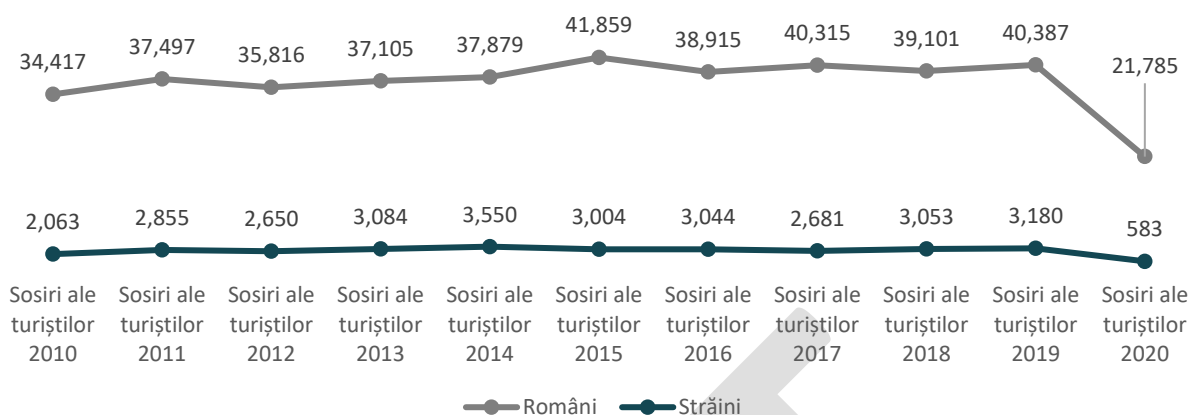 34,417 37,497 35,816 37,105 37,879 41,859 38,915 40,315 39,101 40,387 21,785
2,063 2,855 2,650 3,084 3,550 3,004 3,044 2,681 3,053 3,180 583
Sosiri ale Sosiri ale Sosiri ale Sosiri ale Sosiri ale Sosiri ale Sosiri ale Sosiri ale Sosiri ale Sosiri ale Sosiri ale
turiștilor turiștilor turiștilor turiștilor turiștilor turiștilor turiștilor turiștilor turiștilor turiștilor turiștilor
2010 2011 2012 2013 2014 2015 2016 2017 2018 2019 2020
Români Străini